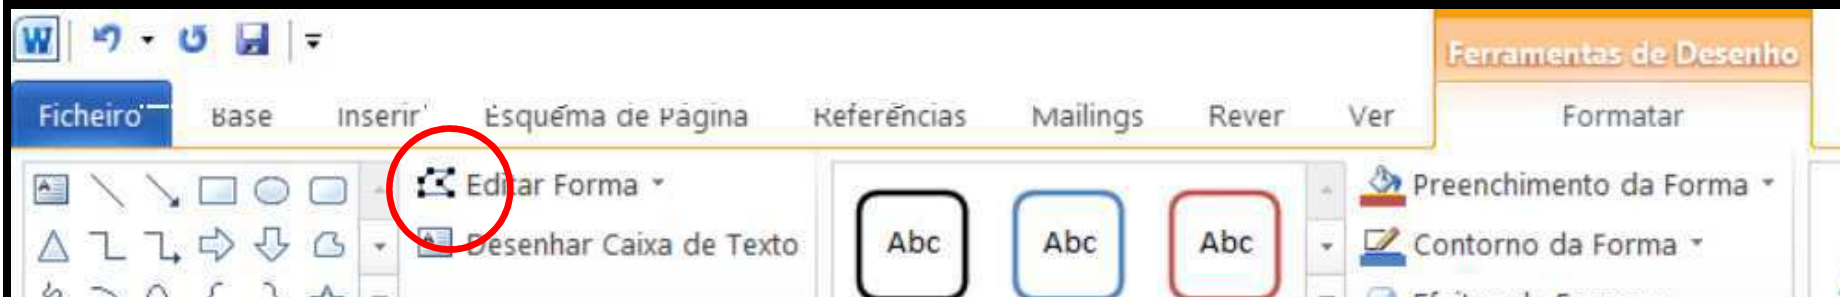 Ferramentas de Desenho
Ficheiro Base Inserir Esquema de Página Referências Mailings Rever Ver Formatar
Editar Forma Preenchimento da Forma
Desenhar Caixa de Texto Abc Abc Abc Contorno da Forma